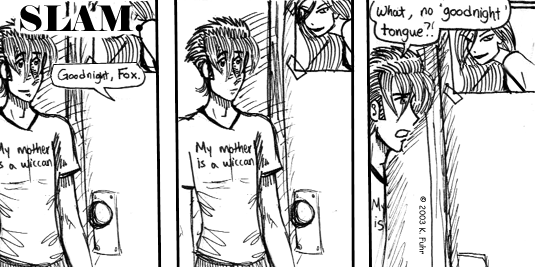 SLAM.
Goodnight, Fox.
My mother
is a wiccan
My mother
is a wiccan
What, no 'goodnight'
tongue?!
My
is
© 2003 K. Fuhr